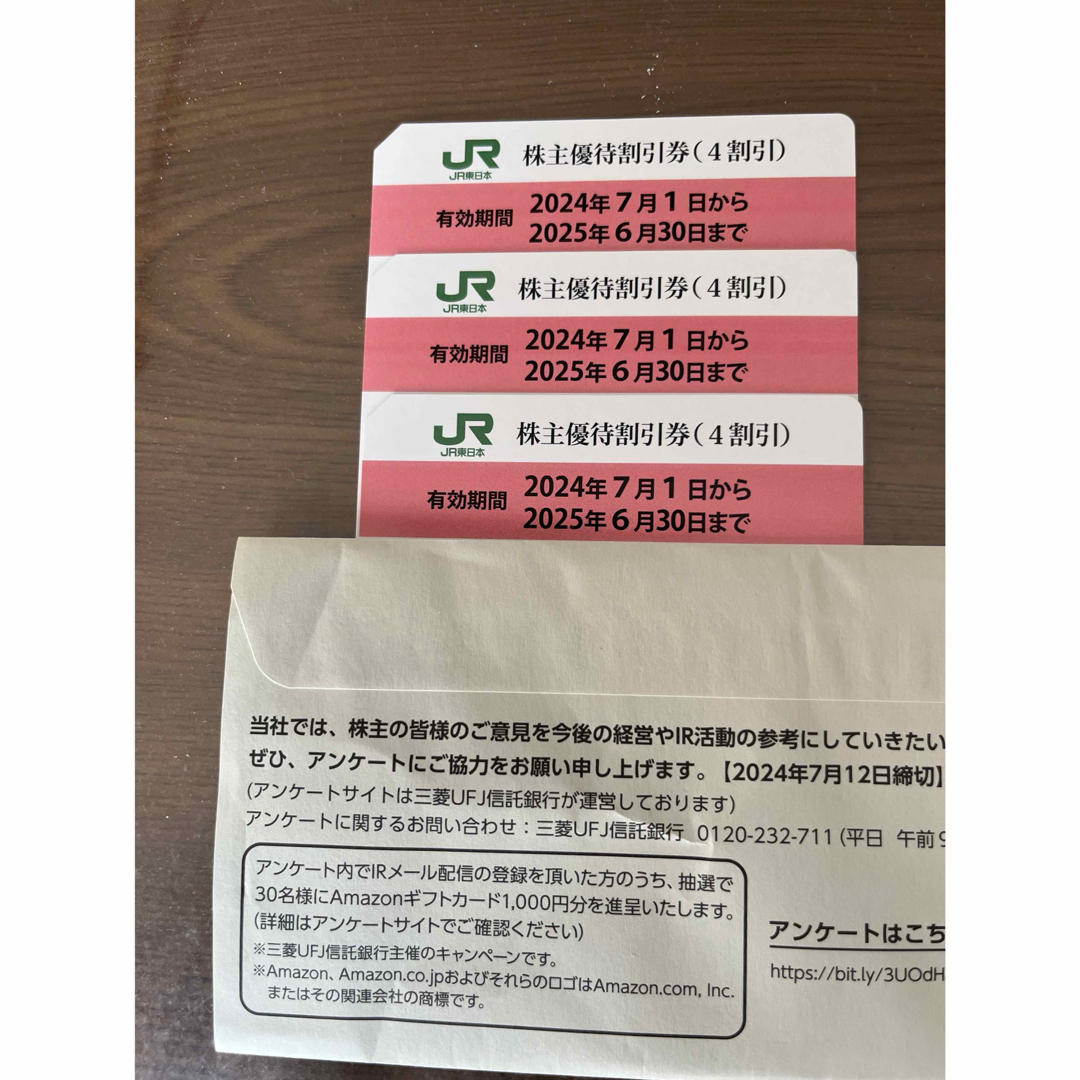 JR 株主優待割引券(4割引)
JR東日本
有効期間 2024年7月1日から
2025年6月30日まで
JR 株主優待割引券(4割引)
JR東日本
有効期間 2024年7月1日から
2025年6月30日まで
JR 株主優待割引券(4割引)
JR東日本
有効期間 2024年7月1日から
2025年6月30日まで
当社では、株主の皆様のご意見を今後の経営やIR活動の参考にしていきたい
ぜひ、アンケートにご協力をお願い申し上げます。【2024年7月12日締切】
(アンケートサイトは三菱UFJ信託銀行が運営しております)
アンケートに関するお問い合わせ：三菱UFJ信託銀行 0120-232-711 (平日 午前9
アンケート内でIRメール配信の登録を頂いた方のうち、抽選で
30名様にAmazonギフトカード1,000円分を進呈いたします。
(詳細はアンケートサイトでご確認ください)
※三菱UFJ信託銀行主催のキャンペーンです。
※Amazon、Amazon.co.jpおよびそれらのロゴはAmazon.com, Inc.
またはその関連会社の商標です。
アンケートはこち
https://bit.ly/3UOdH